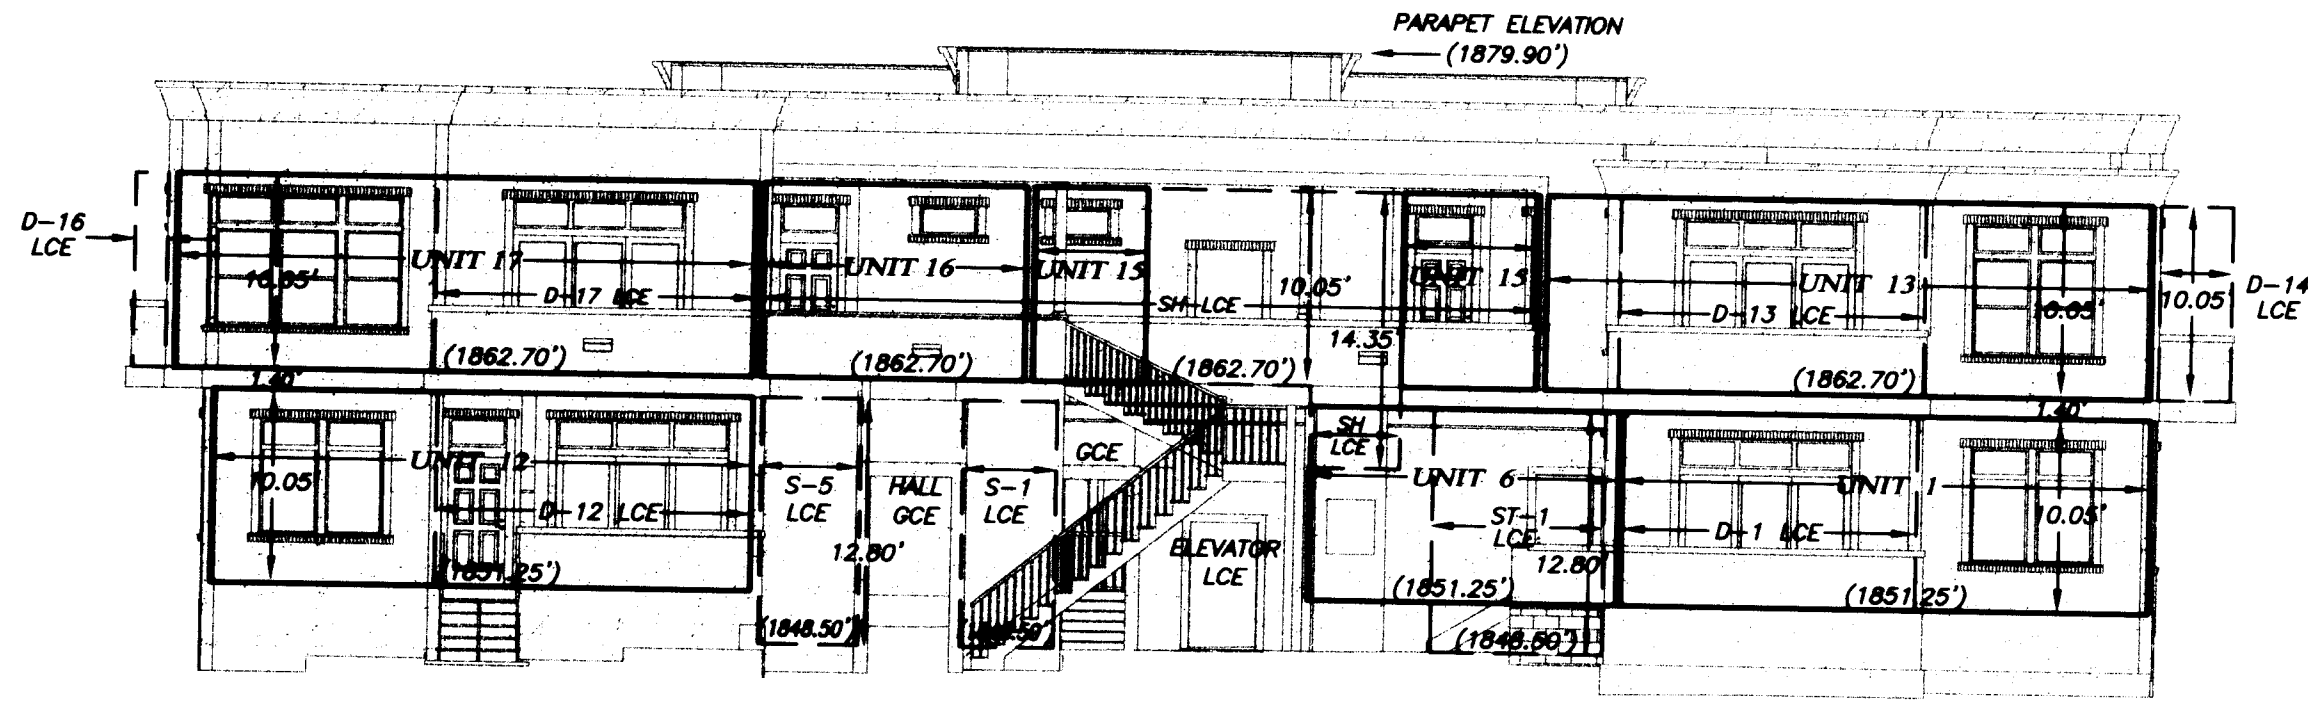 PARAPET ELEVATION
(1879.90')
D-16
LCE
UNIT 17
D-17 LCE
(1862.70')
1.40'
UNIT 16
(1862.70')
UNIT 15
SH LCE
10.05'
(1862.70')
14.35'
UNIT 15
UNIT 13
D-13 LCE
(1862.70')
10.05'
10.05'
D-14
LCE
1.40'
UNIT 12
10.05'
D-12 LCE
(1851.25')
S-5
LCE
(1848.50')
HALL
GCE
12.80'
S-1
LCE
GCE
ELEVATOR
LCE
SH
LCE
UNIT 6
ST-1
LCE
(1851.25')
12.80'
(1848.50')
UNIT 1
D-1 LCE
10.05'
(1851.25')